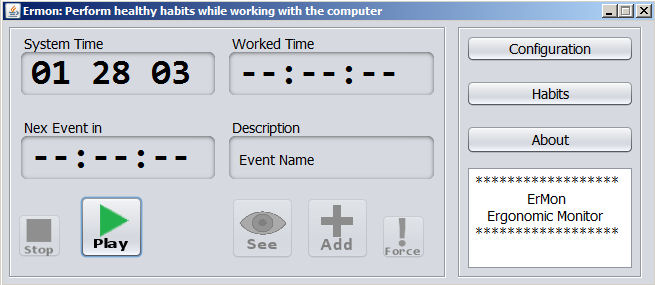 Ermon: Perform healthy habits while working with the computer
System Time
Worked Time
01 28 03
--:--:--
Nex Event in
Description
--:--:--
Event Name
Stop
Play
See
Add
!
Force
Configuration
Habits
About
******************
ErMon
Ergonomic Monitor
******************